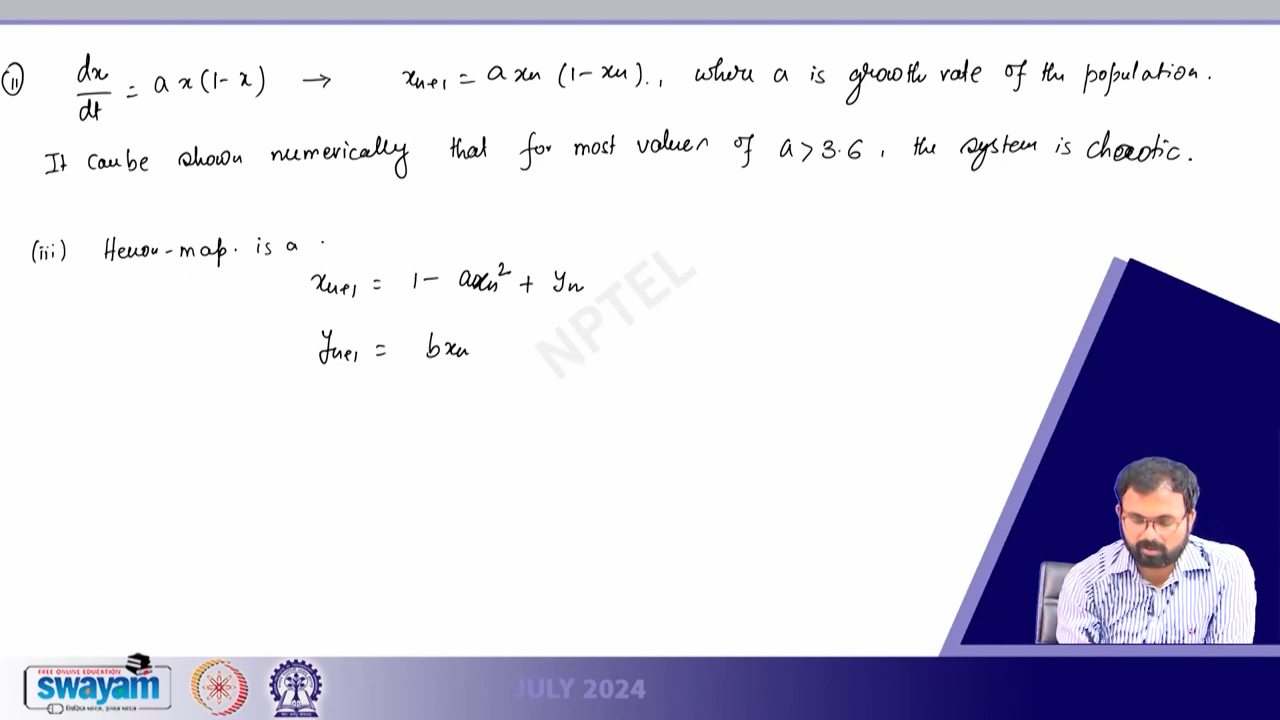 (ii) dx/dt = a x (1 - x) → xn+1 = a xn (1 - xn)., where a is growth rate of the population.
It can be shown numerically that for most values of a > 3.6, the system is chaotic.
(iii) Henon-map. is a
xn+1 = 1 - axn² + yn
yn+1 = bxn
NPTEL
FREE ONLINE EDUCATION
swayam
JULY 2024